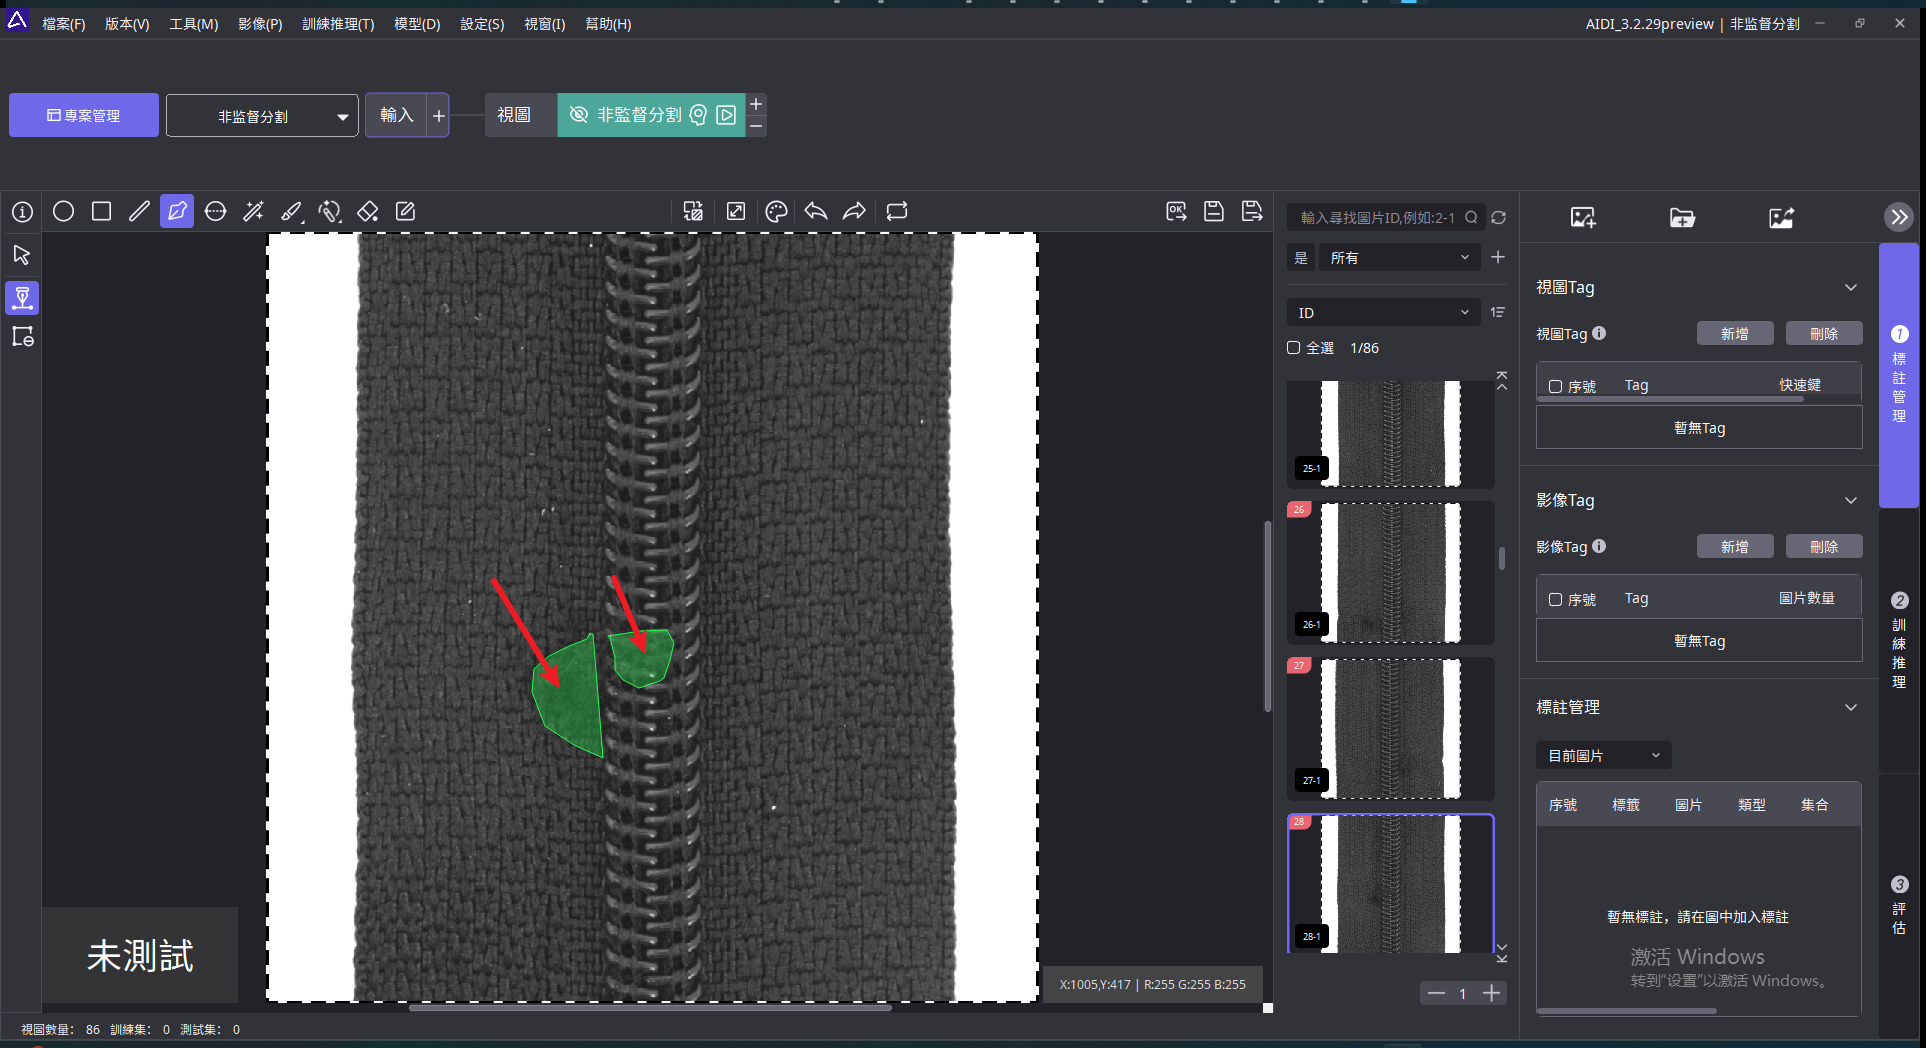 檔案(F) 版本(V) 工具(M) 影像(P) 訓練推理(T) 模型(D) 設定(S) 視窗(I) 幫助(H)
AIDI_3.2.29preview | 非監督分割
專案管理
非监督分割
輸入
+
視圖
非監督分割
OK
輸入尋找圖片ID,例如:2-1
是
所有
ID
全選 1/86
25-1
26
26-1
27
27-1
28
28-1
1
視圖Tag
視圖Tag
新增
刪除
序號 Tag 快速鍵
暫無Tag
影像Tag
影像Tag
新增
刪除
序號 Tag 圖片數量
暫無Tag
標註管理
目前圖片
序號 標籤 圖片 類型 集合
暫無標註，請在圖中加入標註
激活 Windows
转到“设置”以激活 Windows。
1
標註管理
2
訓練推理
3
評估
未測試
X:1005,Y:417 | R:255 G:255 B:255
視圖數量： 86 訓練集： 0 測試集： 0